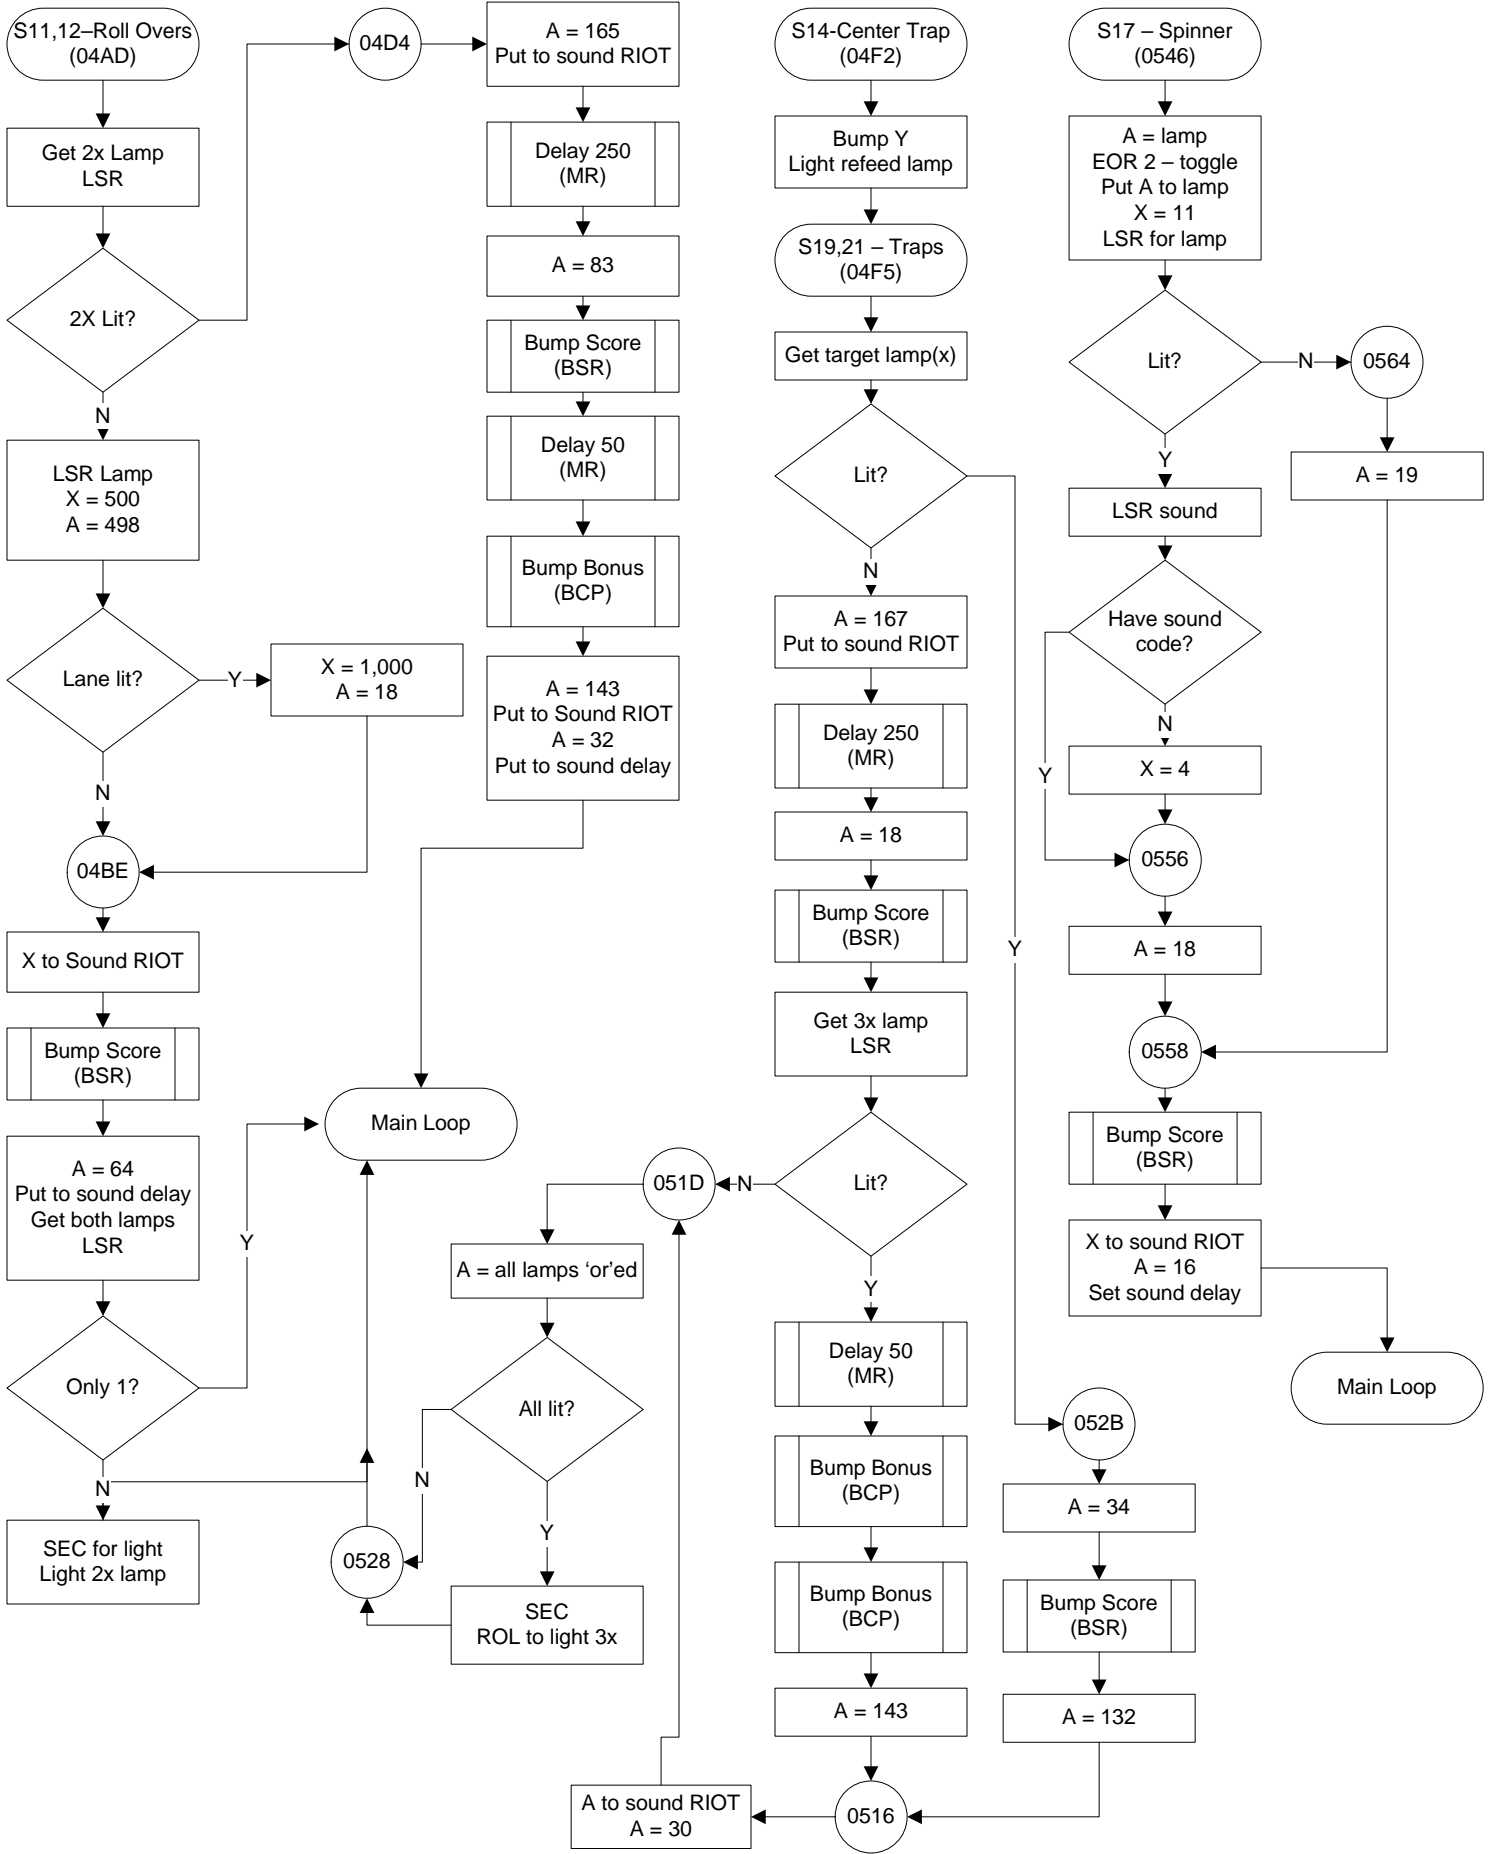 S11,12–Roll Overs
(04AD)
Get 2x Lamp
LSR
2X Lit?
N
LSR Lamp
X = 500
A = 498
Lane lit?
Y
X = 1,000
A = 18
N
04BE
X to Sound RIOT
Bump Score
(BSR)
A = 64
Put to sound delay
Get both lamps
LSR
Y
Only 1?
N
SEC for light
Light 2x lamp
04D4
A = 165
Put to sound RIOT
Delay 250
(MR)
A = 83
Bump Score
(BSR)
Delay 50
(MR)
Bump Bonus
(BCP)
A = 143
Put to Sound RIOT
A = 32
Put to sound delay
Main Loop
S14-Center Trap
(04F2)
Bump Y
Light refeed lamp
S19,21 – Traps
(04F5)
Get target lamp(x)
Lit?
N
A = 167
Put to sound RIOT
Delay 250
(MR)
A = 18
Bump Score
(BSR)
Get 3x lamp
LSR
Lit?
N
051D
A = all lamps ‘or’ed
All lit?
N
Y
0528
SEC
ROL to light 3x
Y
Delay 50
(MR)
Bump Bonus
(BCP)
Bump Bonus
(BCP)
A = 143
0516
A to sound RIOT
A = 30
Y
052B
A = 34
Bump Score
(BSR)
A = 132
S17 – Spinner
(0546)
A = lamp
EOR 2 – toggle
Put A to lamp
X = 11
LSR for lamp
Lit?
N
0564
A = 19
Y
LSR sound
Have sound
code?
N
Y
X = 4
0556
A = 18
0558
Bump Score
(BSR)
X to sound RIOT
A = 16
Set sound delay
Main Loop